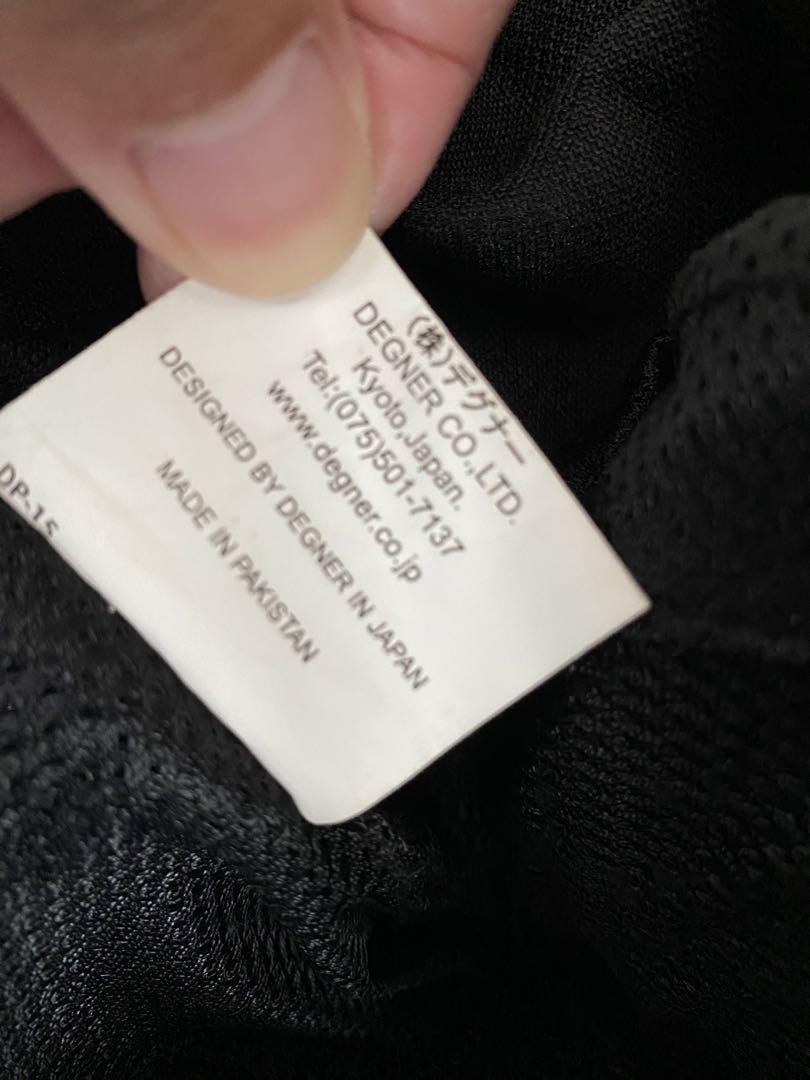 (株)デグナー
DEGNER CO.,LTD.
Kyoto,Japan.
Tel:(075)501-7137
www.degner.co.jp
DESIGNED BY DEGNER IN JAPAN
MADE IN PAKISTAN